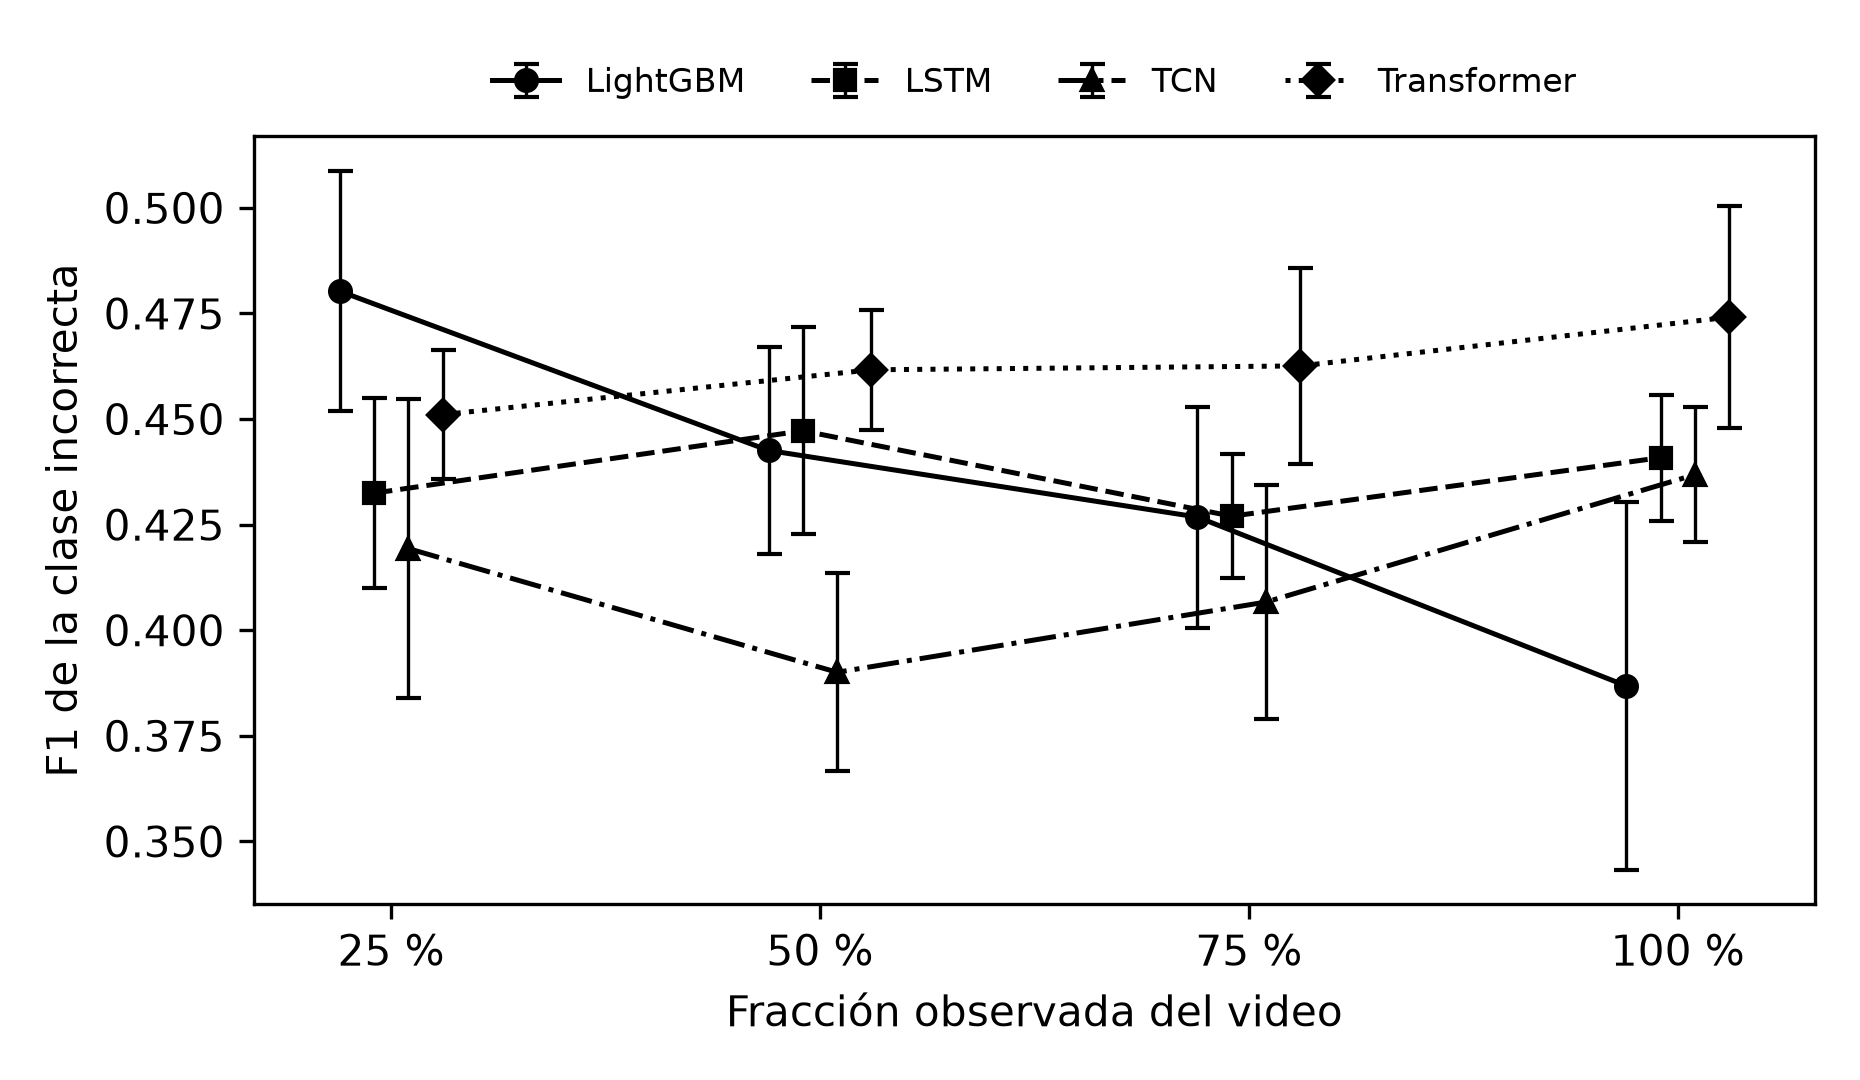 LightGBM LSTM TCN Transformer
F1 de la clase incorrecta
0.500
0.475
0.450
0.425
0.400
0.375
0.350
25 % 50 % 75 % 100 %
Fracción observada del video